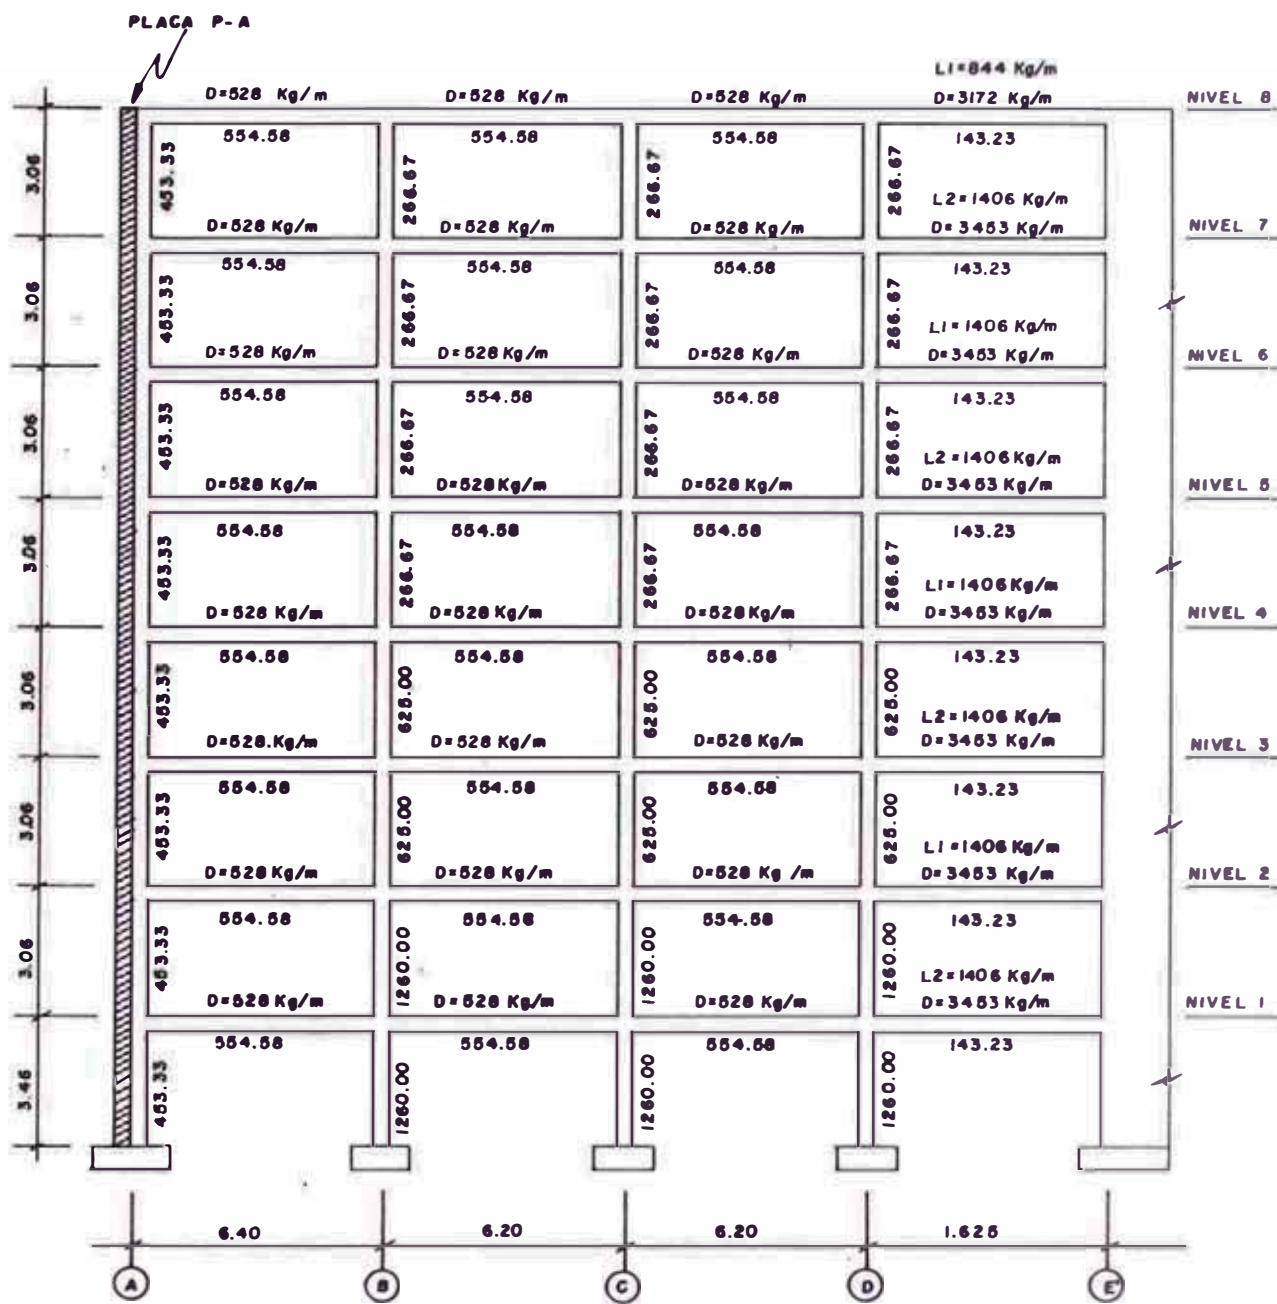 PLACA P-A
L1=844 Kg/m
D=528 Kg/m D=528 Kg/m D=528 Kg/m D=3172 Kg/m NIVEL 8
554.58 554.58 554.58 143.23
3.06 453.33 266.67 266.67 266.67
L2=1406 Kg/m
D=528 Kg/m D=528 Kg/m D=528 Kg/m D=3453 Kg/m NIVEL 7
554.58 554.58 554.58 143.23
3.06 453.33 266.67 266.67 266.67
L1=1406 Kg/m
D=528 Kg/m D=528 Kg/m D=528 Kg/m D=3453 Kg/m NIVEL 6
554.58 554.58 554.58 143.23
3.06 453.33 266.67 266.67 266.67
L2=1406 Kg/m
D=528 Kg/m D=528 Kg/m D=528 Kg/m D=3453 Kg/m NIVEL 5
554.58 554.58 554.58 143.23
3.06 453.33 266.67 266.67 266.67
L1=1406 Kg/m
D=528 Kg/m D=528 Kg/m D=528 Kg/m D=3453 Kg/m NIVEL 4
554.58 554.58 554.58 143.23
3.06 453.33 625.00 625.00 625.00
L2=1406 Kg/m
D=528.Kg/m D=528 Kg/m D=528 Kg/m D=3453 Kg/m NIVEL 3
554.58 554.58 554.58 143.23
3.06 453.33 625.00 625.00 625.00
L1=1406 Kg/m
D=528 Kg/m D=528 Kg/m D=528 Kg/m D=3453 Kg/m NIVEL 2
554.58 554.58 554.58 143.23
3.06 453.33 1260.00 1260.00 1260.00
L2=1406 Kg/m
D=528 Kg/m D=528 Kg/m D=528 Kg/m D=3453 Kg/m NIVEL 1
554.58 554.58 554.58 143.23
3.46 453.33 1260.00 1260.00 1260.00
6.40 6.20 6.20 1.625
A B C D E'